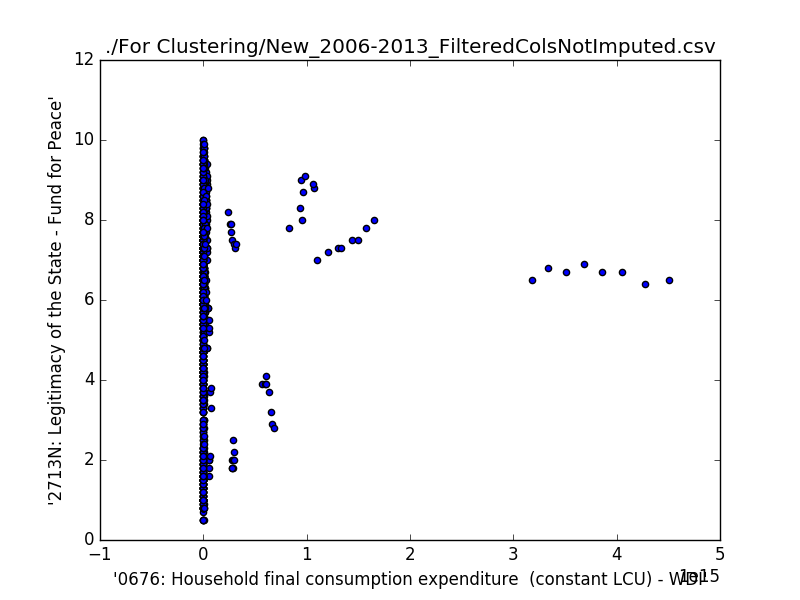 ./For Clustering/New_2006-2013_FilteredColsNotImputed.csv
12
10
8
6
4
2
0
'2713N: Legitimacy of the State - Fund for Peace'
−1 0 1 2 3 4 5
1e15
'0676: Household final consumption expenditure  (constant LCU) - WDI'